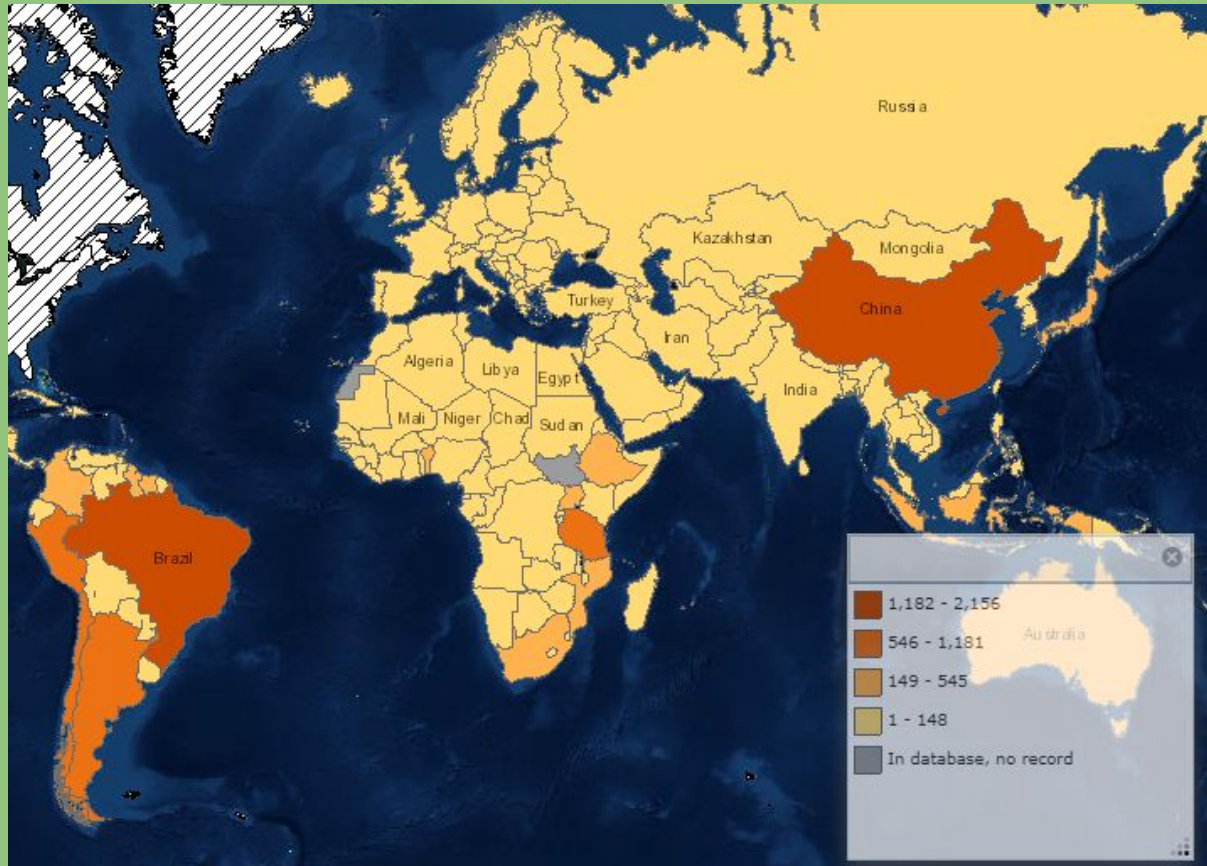 Russia
Kazakhstan
Mongolia
China
Turkey
Iran
Algeria
Libya
Egypt
India
Mali
Niger
Chad
Sudan
Brazil
Australia
1,182 - 2,156
546 - 1,181
149 - 545
1 - 148
In database, no record